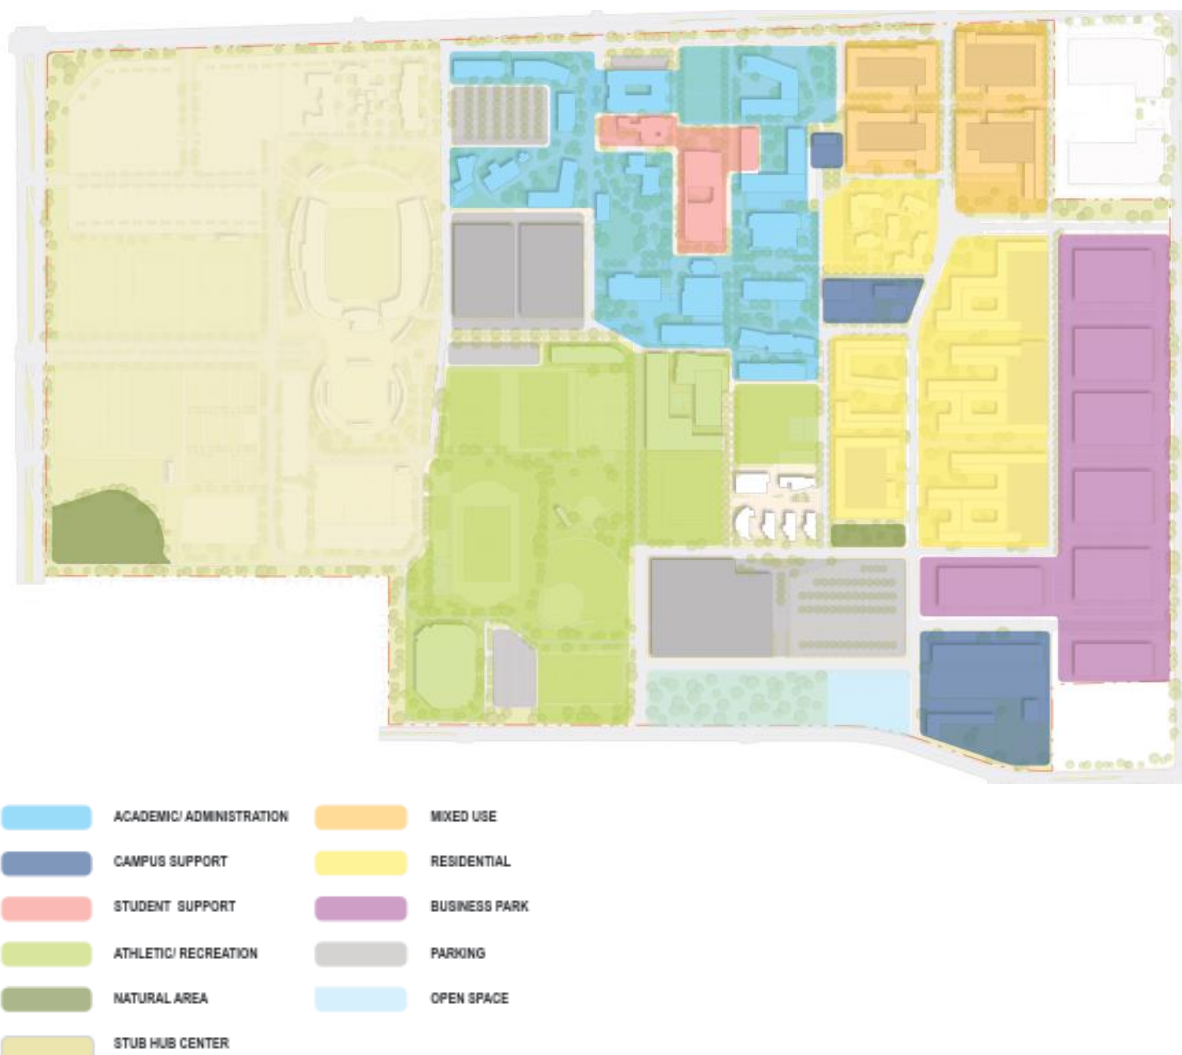 ACADEMIC/ ADMINISTRATION
CAMPUS SUPPORT
STUDENT SUPPORT
ATHLETIC/ RECREATION
NATURAL AREA
STUB HUB CENTER
MIXED USE
RESIDENTIAL
BUSINESS PARK
PARKING
OPEN SPACE